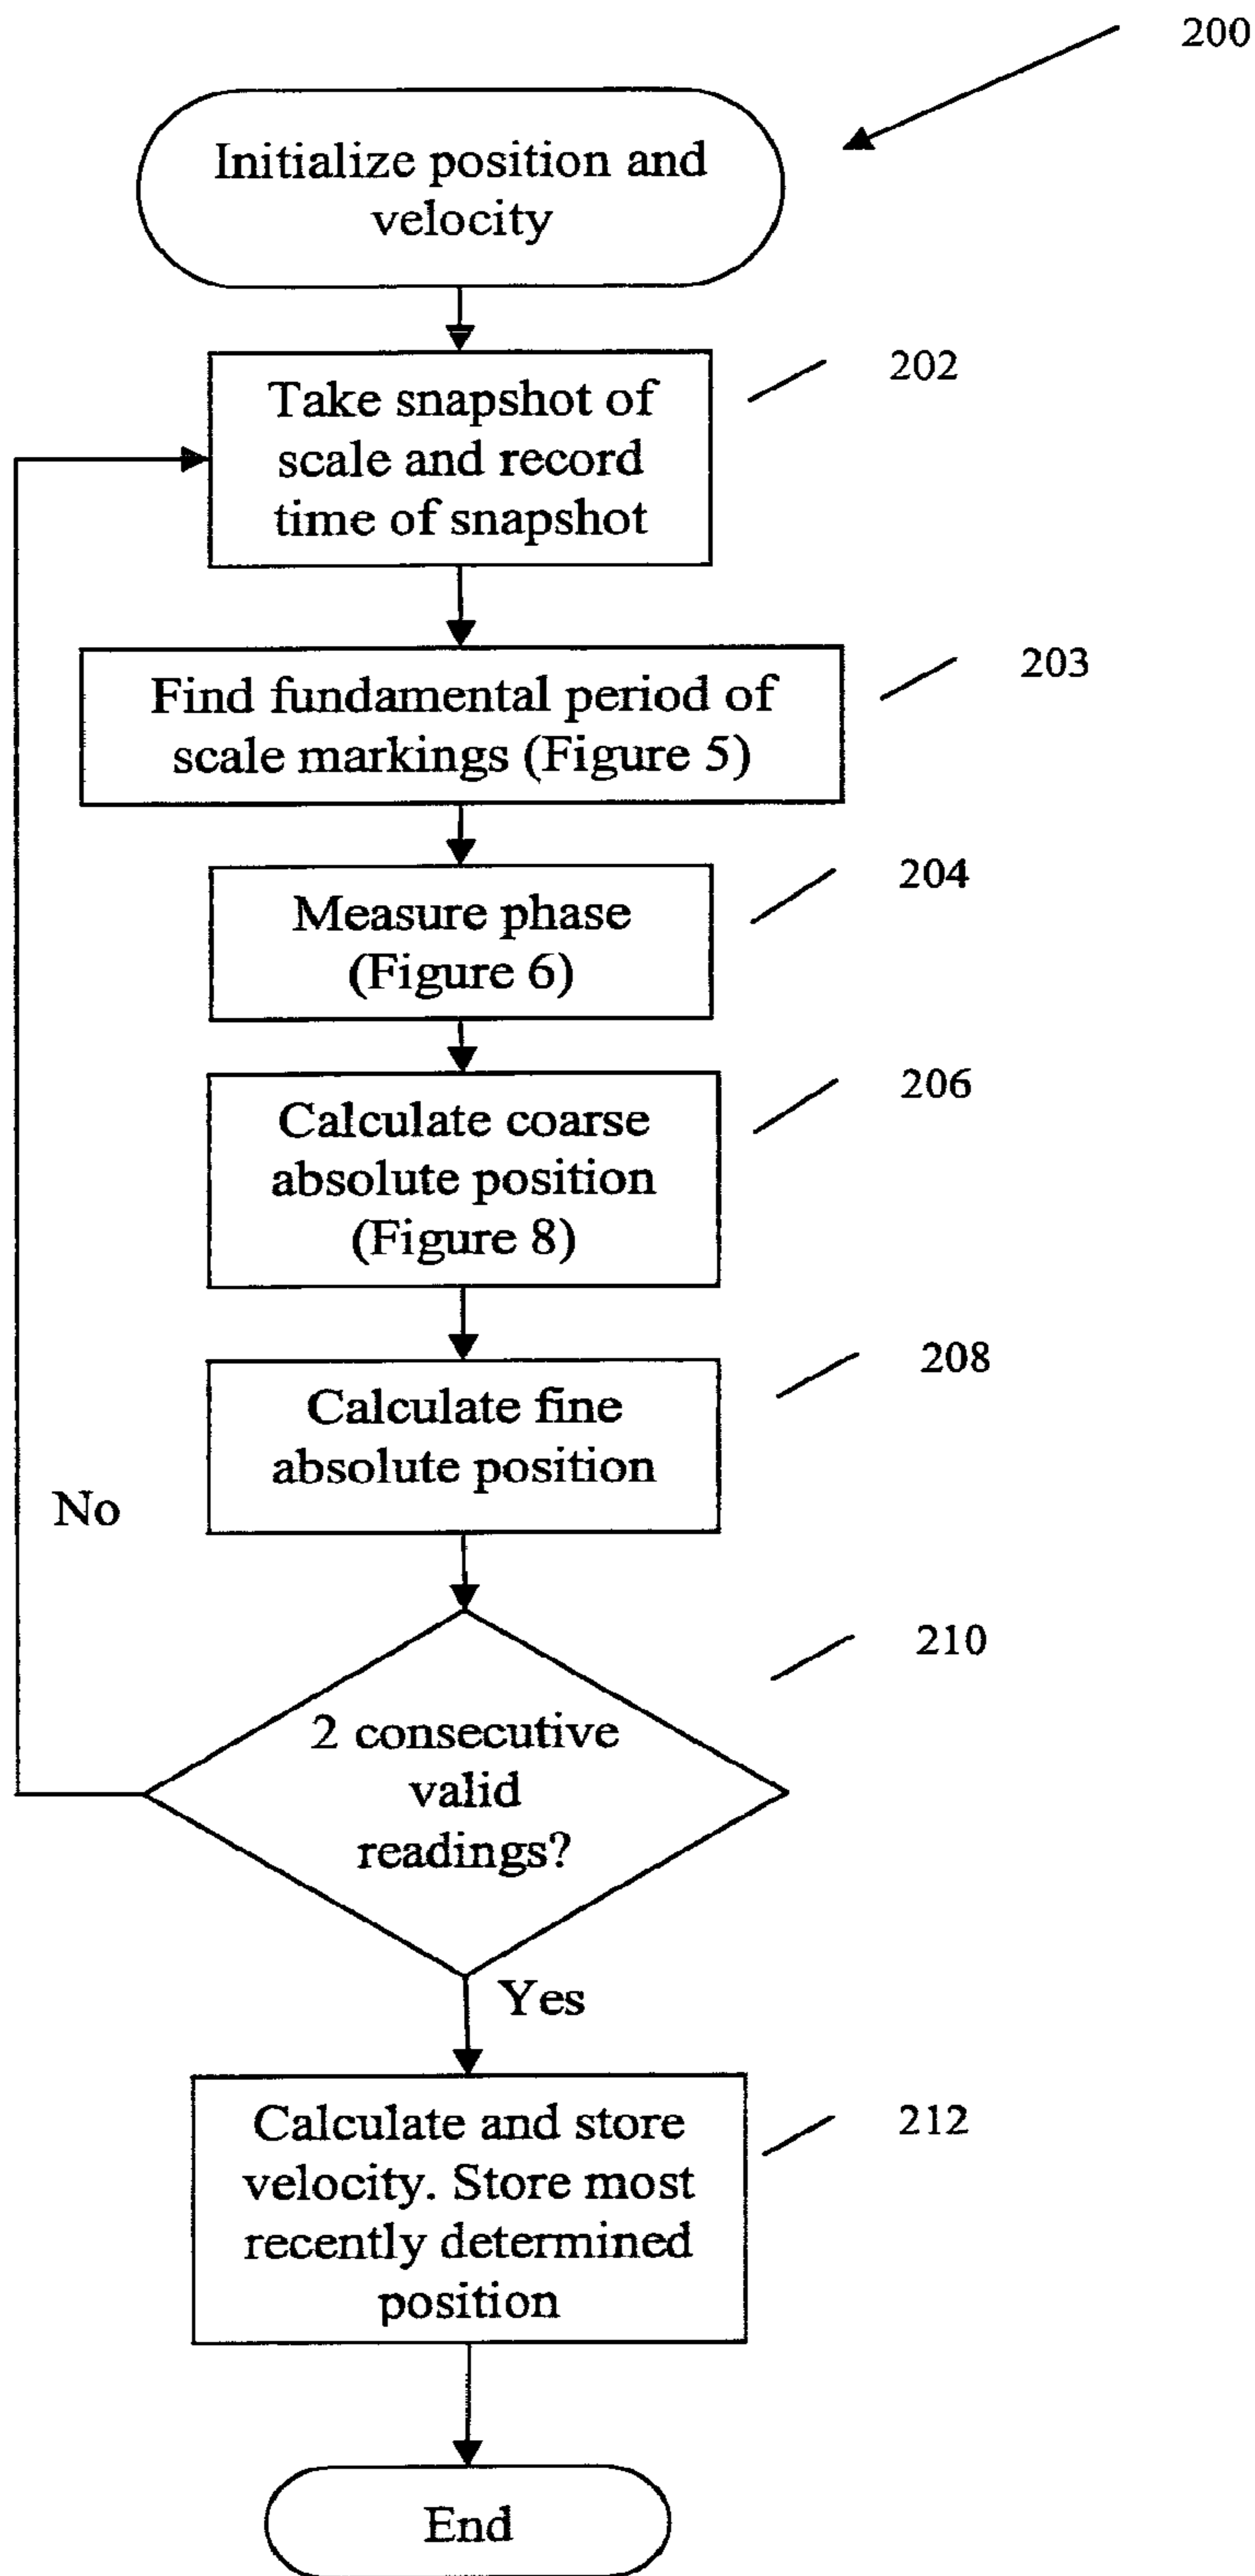 200
Initialize position and
velocity
202
Take snapshot of
scale and record
time of snapshot
203
Find fundamental period of
scale markings (Figure 5)
204
Measure phase
(Figure 6)
206
Calculate coarse
absolute position
(Figure 8)
208
Calculate fine
absolute position
No
210
2 consecutive
valid
readings?
Yes
212
Calculate and store
velocity. Store most
recently determined
position
End